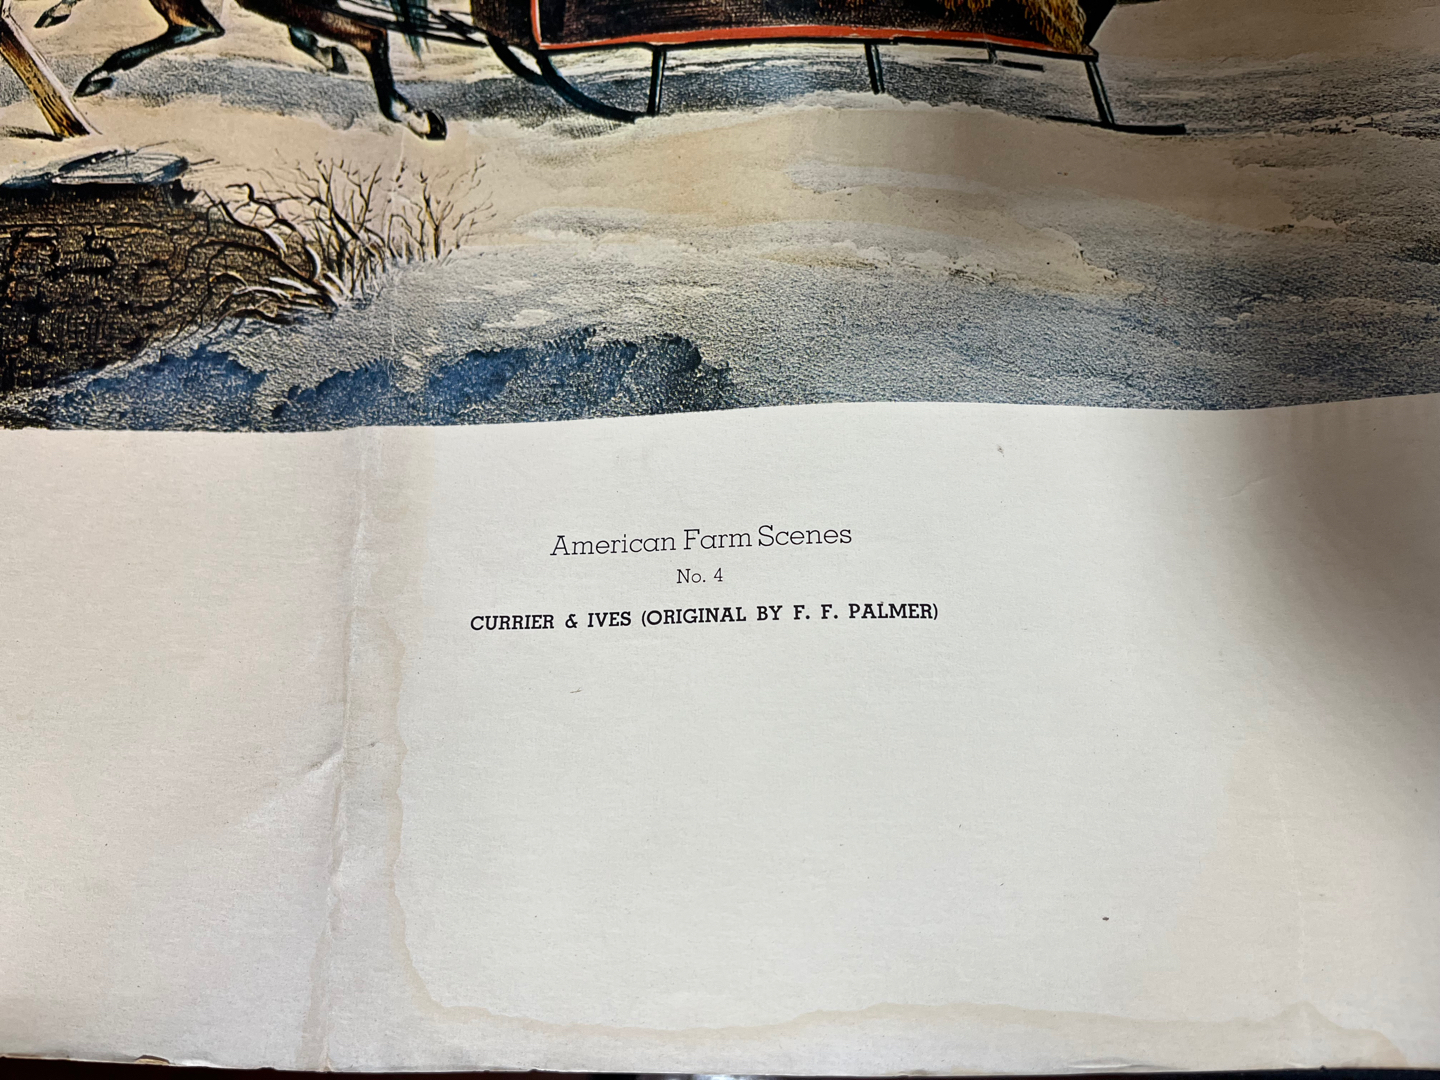 American Farm Scenes
No. 4
CURRIER & IVES (ORIGINAL BY F. F. PALMER)